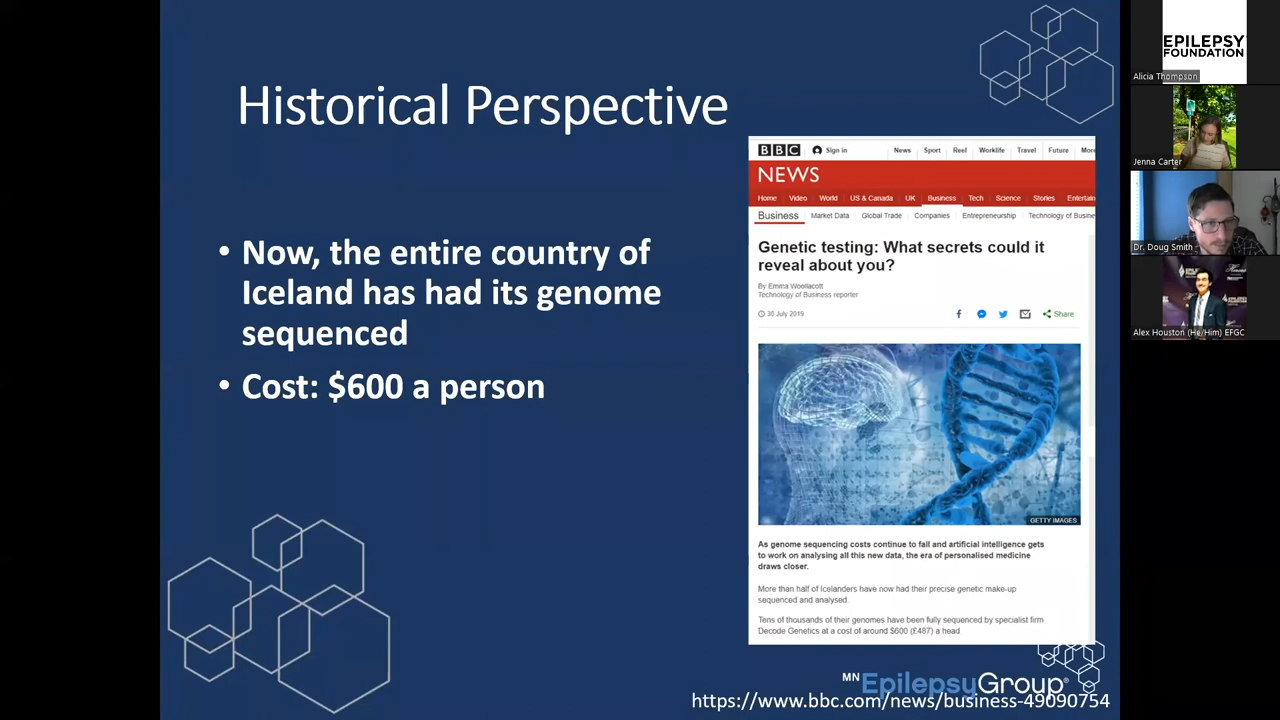 Historical Perspective
• Now, the entire country of
Iceland has had its genome
sequenced
• Cost: $600 a person
BBC Sign in News Sport Reel Worklife Travel Future More
NEWS
Home Video World US & Canada UK Business Tech Science Stories Entertain
Business Market Data Global Trade Companies Entrepreneurship Technology of Busine
Genetic testing: What secrets could it
reveal about you?
By Emma Woollacott
Technology of Business reporter
30 July 2019 Share
GETTY IMAGES
As genome sequencing costs continue to fall and artificial intelligence gets
to work on analysing all this new data, the era of personalised medicine
draws closer.
More than half of Icelanders have now had their precise genetic make-up
sequenced and analysed.
Tens of thousands of their genomes have been fully sequenced by specialist firm
Decode Genetics at a cost of around $600 (£487) a head.
MN EpilepsyGroup®
https://www.bbc.com/news/business-49090754
EPILEPSY
FOUNDATION
Alicia Thompson
Jenna Carter
Dr. Doug Smith
Alex Houston (He/Him) EFGC